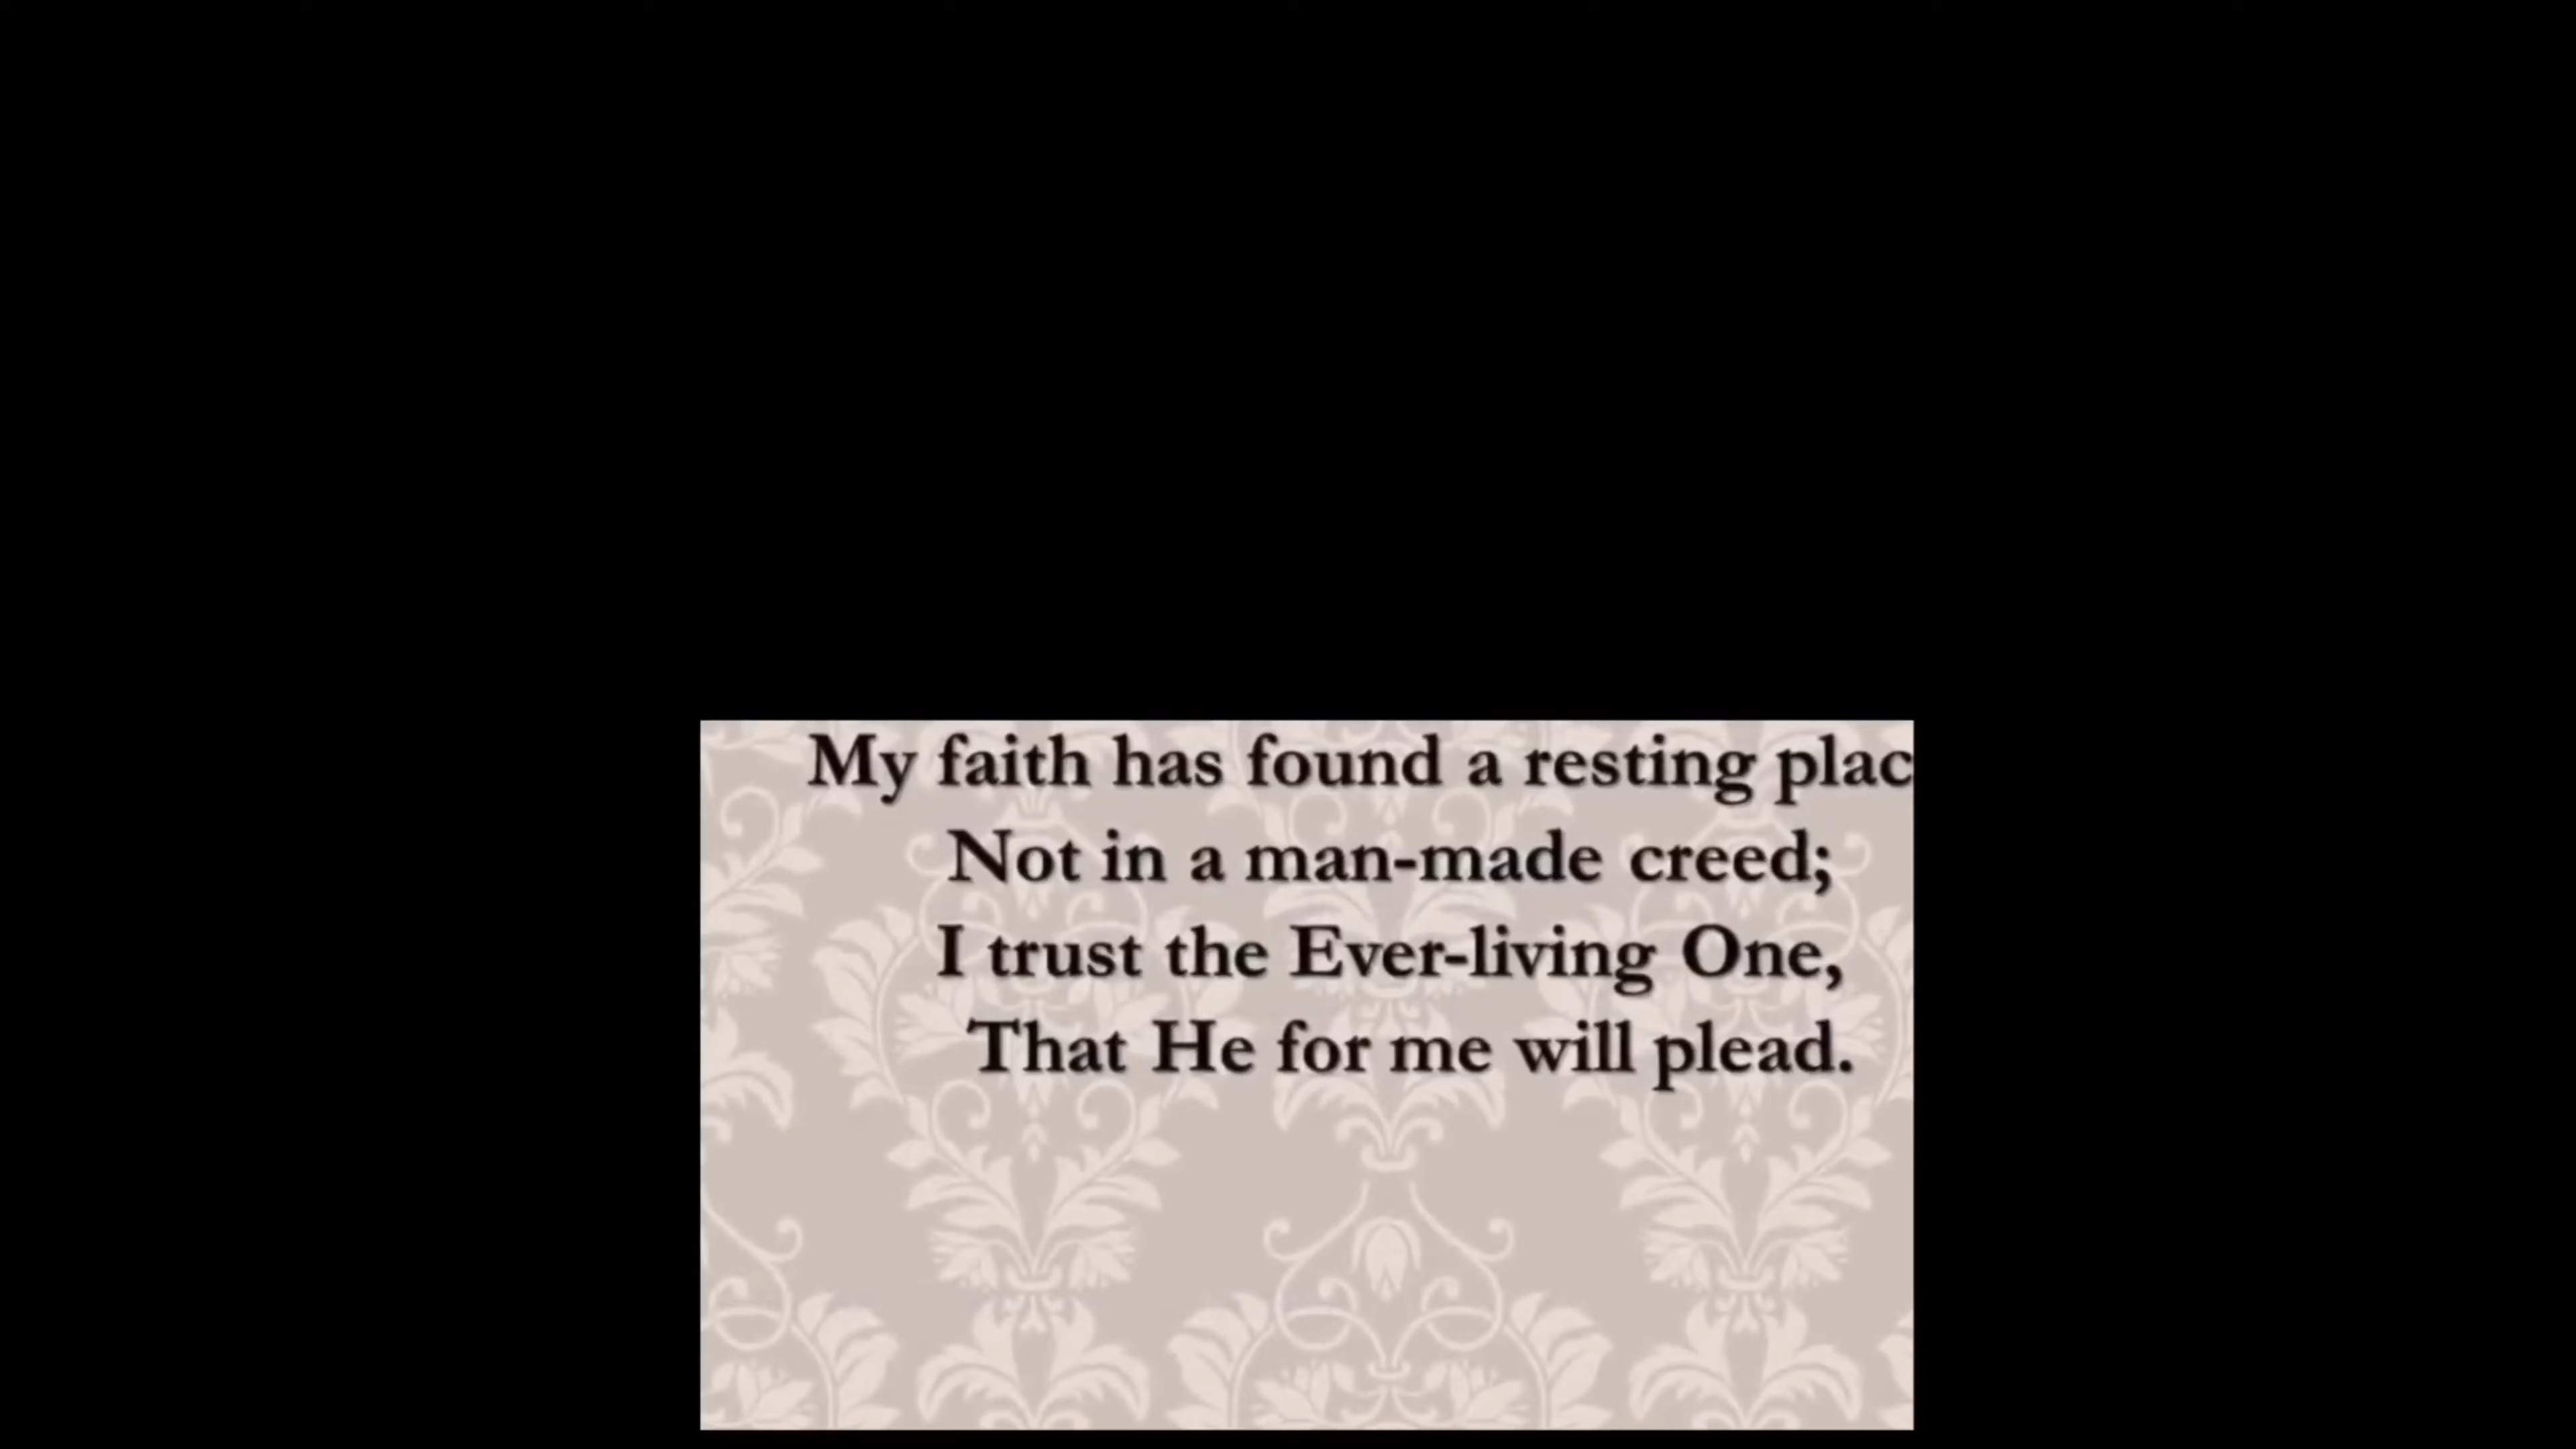 My faith has found a resting plac
Not in a man-made creed;
I trust the Ever-living One,
That He for me will plead.